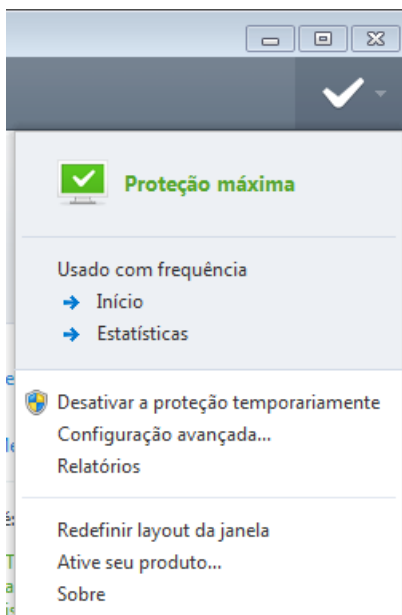 Proteção máxima
Usado com frequência
Início
Estatísticas
Desativar a proteção temporariamente
Configuração avançada...
Relatórios
Redefinir layout da janela
Ative seu produto...
Sobre